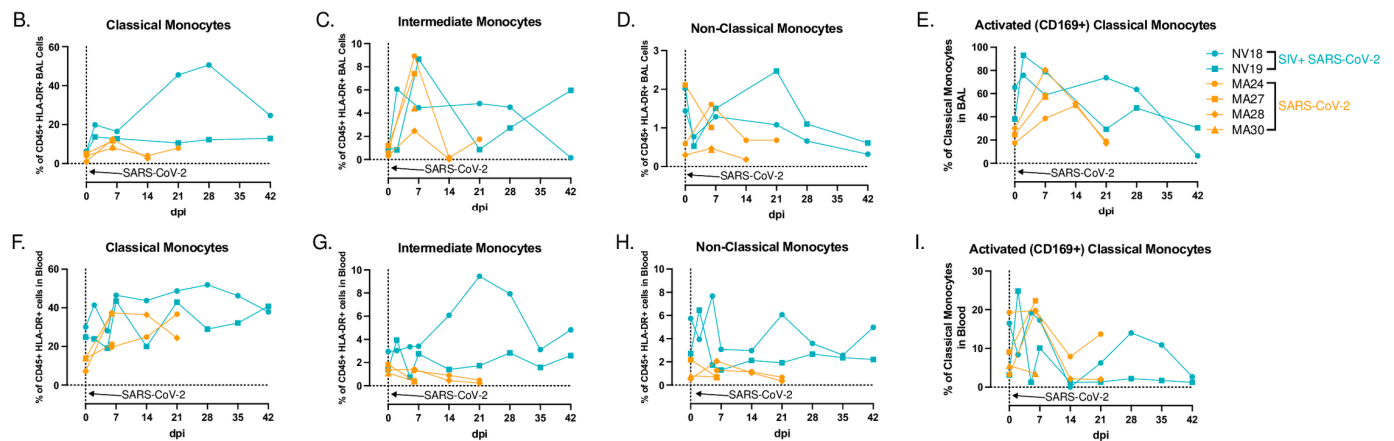 B.
Classical Monocytes
% of CD45+ HLA-DR+ BAL Cells
60
40
20
0
SARS-CoV-2
0 7 14 21 28 35 42
dpi
C.
Intermediate Monocytes
% of CD45+ HLA-DR+ BAL Cells
10
8
6
4
2
0
SARS-CoV-2
0 7 14 21 28 35 42
dpi
D.
Non-Classical Monocytes
% of CD45+ HLA-DR+ BAL Cells
3
2
1
0
SARS-CoV-2
0 7 14 21 28 35 42
dpi
E.
Activated (CD169+) Classical Monocytes
% of Classical Monocytes
in BAL
100
80
60
40
20
0
SARS-CoV-2
0 7 14 21 28 35 42
dpi
NV18
NV19
SIV+ SARS-CoV-2
MA24
MA27
MA28
MA30
SARS-CoV-2
F.
Classical Monocytes
% of CD45+ HLA-DR+ cells in Blood
60
40
20
0
SARS-CoV-2
0 7 14 21 28 35 42
dpi
G.
Intermediate Monocytes
% of CD45+ HLA-DR+ cells in Blood
10
8
6
4
2
0
SARS-CoV-2
0 7 14 21 28 35 42
dpi
H.
Non-Classical Monocytes
% of CD45+ HLA-DR+ cells in Blood
10
8
6
4
2
0
SARS-CoV-2
0 7 14 21 28 35 42
dpi
I.
Activated (CD169+) Classical Monocytes
% of Classical Monocytes
in Blood
30
20
10
0
SARS-CoV-2
0 7 14 21 28 35 42
dpi